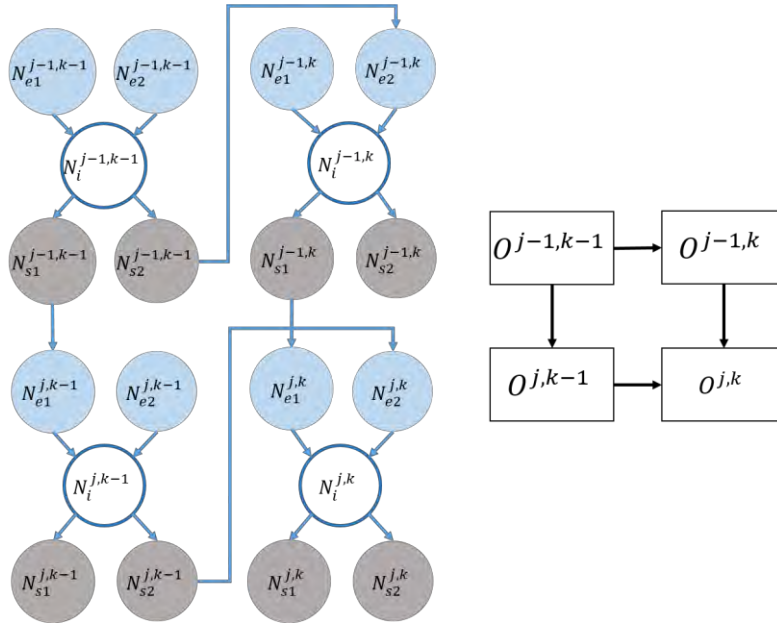 N_{e1}^{j-1,k-1} N_{e2}^{j-1,k-1} N_{e1}^{j-1,k} N_{e2}^{j-1,k}
N_i^{j-1,k-1} N_i^{j-1,k}
N_{s1}^{j-1,k-1} N_{s2}^{j-1,k-1} N_{s1}^{j-1,k} N_{s2}^{j-1,k}
N_{e1}^{j,k-1} N_{e2}^{j,k-1} N_{e1}^{j,k} N_{e2}^{j,k}
N_i^{j,k-1} N_i^{j,k}
N_{s1}^{j,k-1} N_{s2}^{j,k-1} N_{s1}^{j,k} N_{s2}^{j,k}
O^{j-1,k-1} O^{j-1,k}
O^{j,k-1} O^{j,k}